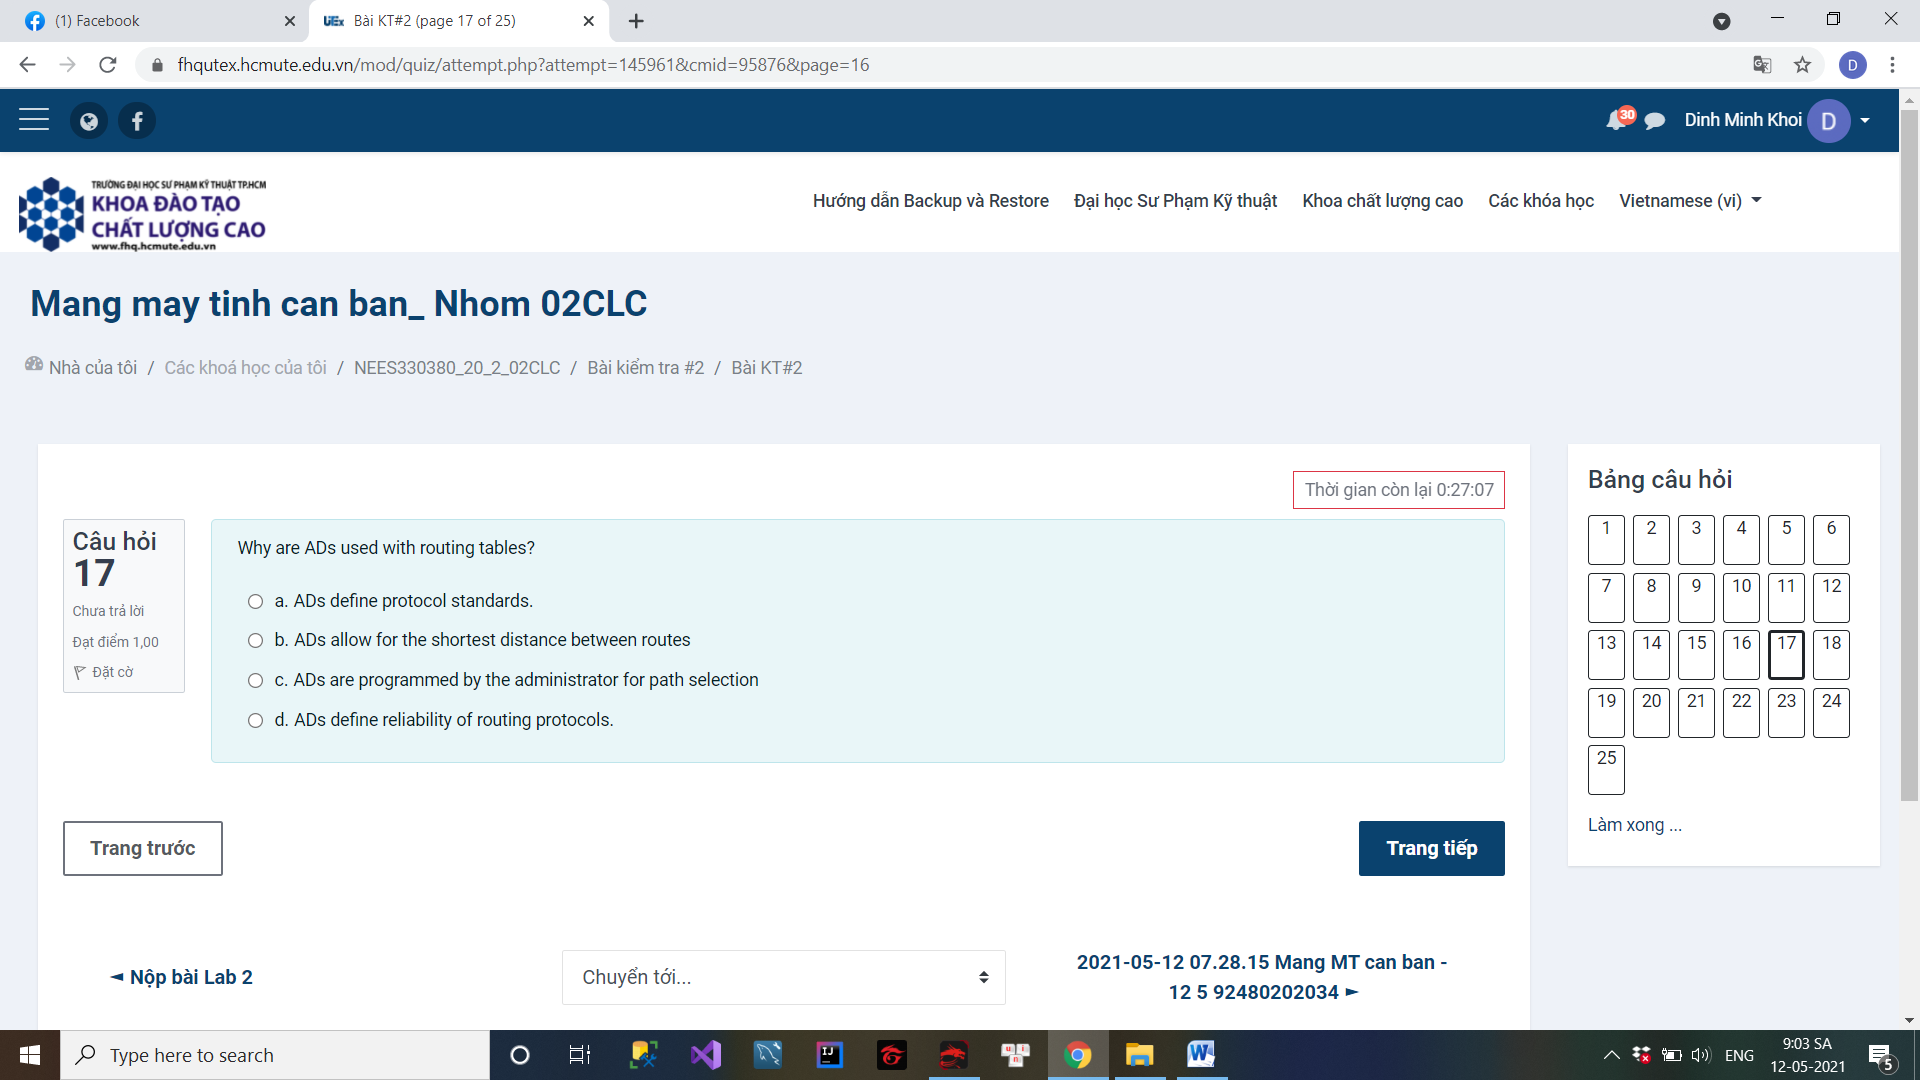 (1) Facebook
UEx Bài KT#2 (page 17 of 25)
fhqutex.hcmute.edu.vn/mod/quiz/attempt.php?attempt=145961&cmid=95876&page=16
D
30
Dinh Minh Khoi D
TRƯỜNG ĐẠI HỌC SƯ PHẠM KỸ THUẬT TP.HCM
KHOA ĐÀO TẠO
CHẤT LƯỢNG CAO
www.fhq.hcmute.edu.vn
Hướng dẫn Backup và Restore Đại học Sư Phạm Kỹ thuật Khoa chất lượng cao Các khóa học Vietnamese (vi)
Mang may tinh can ban_ Nhom 02CLC
Nhà của tôi / Các khoá học của tôi / NEES330380_20_2_02CLC / Bài kiểm tra #2 / Bài KT#2
Thời gian còn lại 0:27:07
Câu hỏi
17
Chưa trả lời
Đạt điểm 1,00
Đặt cờ
Why are ADs used with routing tables?
a. ADs define protocol standards.
b. ADs allow for the shortest distance between routes
c. ADs are programmed by the administrator for path selection
d. ADs define reliability of routing protocols.
Trang trước
Trang tiếp
◄ Nộp bài Lab 2
Chuyển tới...
2021-05-12 07.28.15 Mang MT can ban -
12 5 92480202034 ►
Bảng câu hỏi
1 2 3 4 5 6
7 8 9 10 11 12
13 14 15 16 17 18
19 20 21 22 23 24
25
Làm xong ...
Type here to search
IJ
W
ENG
9:03 SA
12-05-2021
5